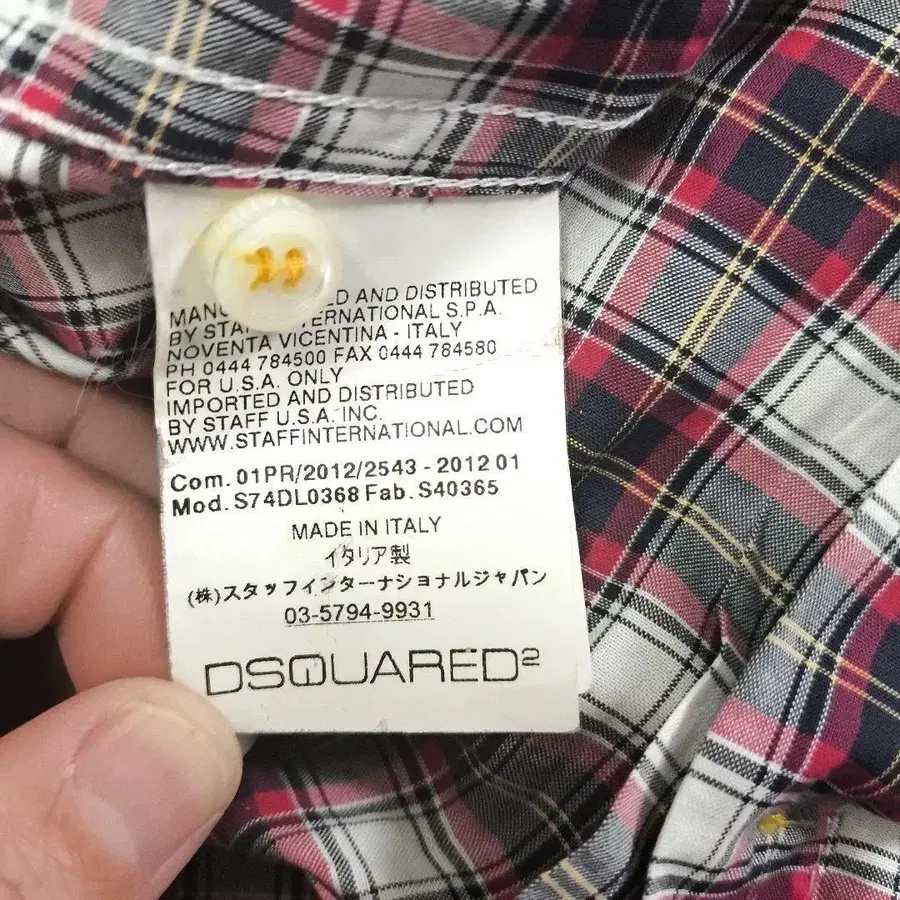 MANU ED AND DISTRIBUTED
BY STAFF INTERNATIONAL S.P.A.
NOVENTA VICENTINA - ITALY
PH 0444 784500 FAX 0444 784580
FOR U.S.A. ONLY
IMPORTED AND DISTRIBUTED
BY STAFF U.S.A. INC.
WWW.STAFFINTERNATIONAL.COM
Com. 01PR/2012/2543 - 2012 01
Mod. S74DL0368 Fab. S40365
MADE IN ITALY
イタリア製
(株)スタッフインターナショナルジャパン
03-5794-9931
DSQUARED²